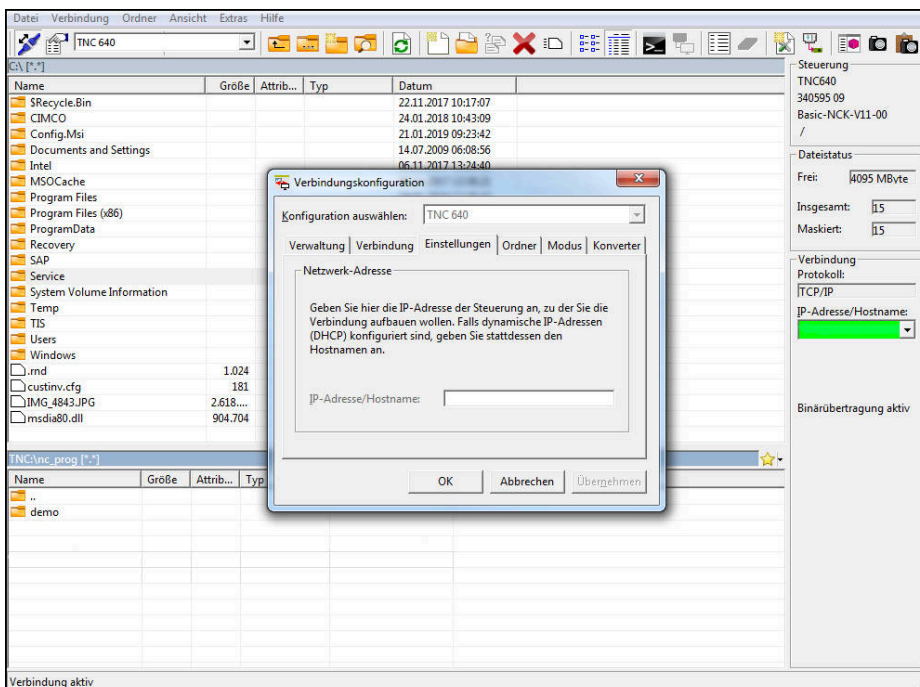 Datei Verbindung Ordner Ansicht Extras Hilfe
TNC 640
C:\ [*.*]
Name Größe Attrib... Typ Datum
$Recycle.Bin 22.11.2017 10:17:07
CIMCO 24.01.2018 10:43:09
Config.Msi 21.01.2019 09:23:42
Documents and Settings 14.07.2009 06:08:56
Intel 06.11.2017 13:24:40
MSOCache
Program Files
Program Files (x86)
ProgramData
Recovery
SAP
Service
System Volume Information
Temp
TIS
Users
Windows
.rnd 1.024
custinv.cfg 181
IMG_4843.JPG 2.618....
msdia80.dll 904.704
Verbindungskonfiguration
Konfiguration auswählen: TNC 640
Verwaltung Verbindung Einstellungen Ordner Modus Konverter
Netzwerk-Adresse
Geben Sie hier die IP-Adresse der Steuerung an, zu der Sie die
Verbindung aufbauen wollen. Falls dynamische IP-Adressen
(DHCP) konfiguriert sind, geben Sie stattdessen den
Hostnamen an.
IP-Adresse/Hostname:
OK Abbrechen Übernehmen
TNC:\nc_prog [*.*]
Name Größe Attrib... Typ
..
demo
Steuerung
TNC640
340595 09
Basic-NCK-V11-00
/
Dateistatus
Frei: 4095 MByte
Insgesamt: 15
Maskiert: 15
Verbindung
Protokoll:
TCP/IP
IP-Adresse/Hostname:
Binärübertragung aktiv
Verbindung aktiv